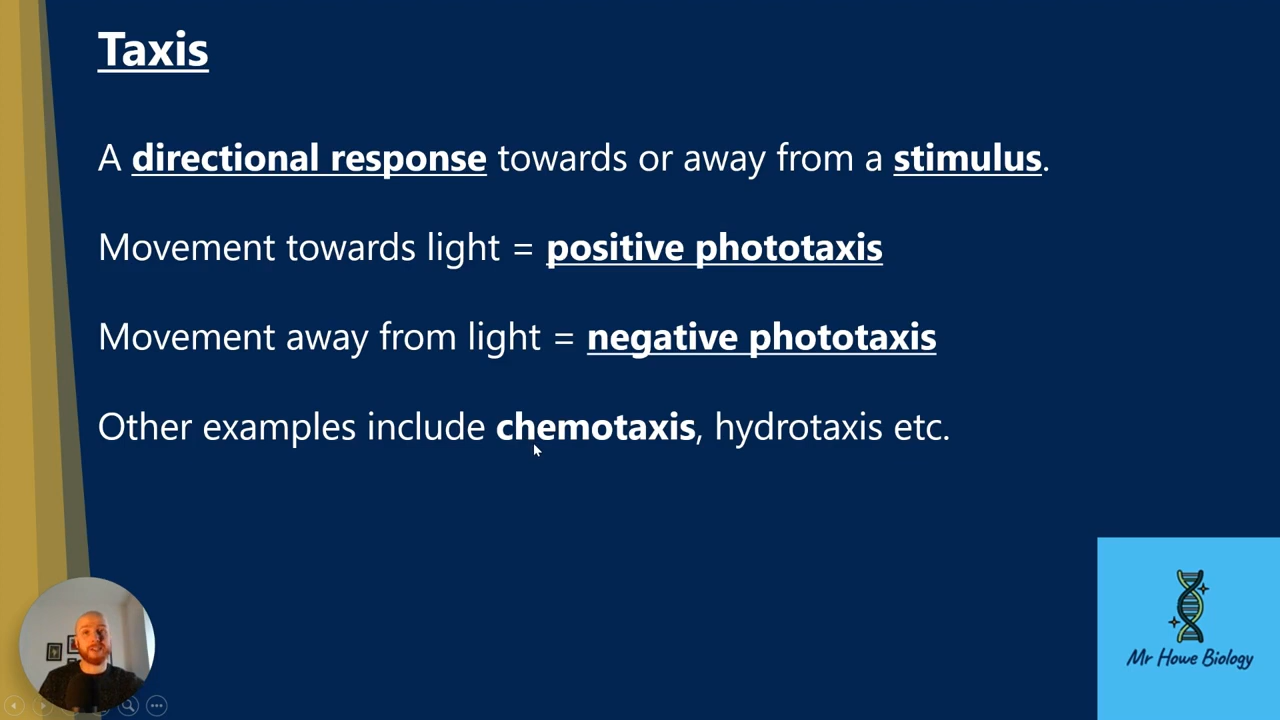 Taxis
A directional response towards or away from a stimulus.
Movement towards light = positive phototaxis
Movement away from light = negative phototaxis
Other examples include chemotaxis, hydrotaxis etc.
Mr Howe Biology